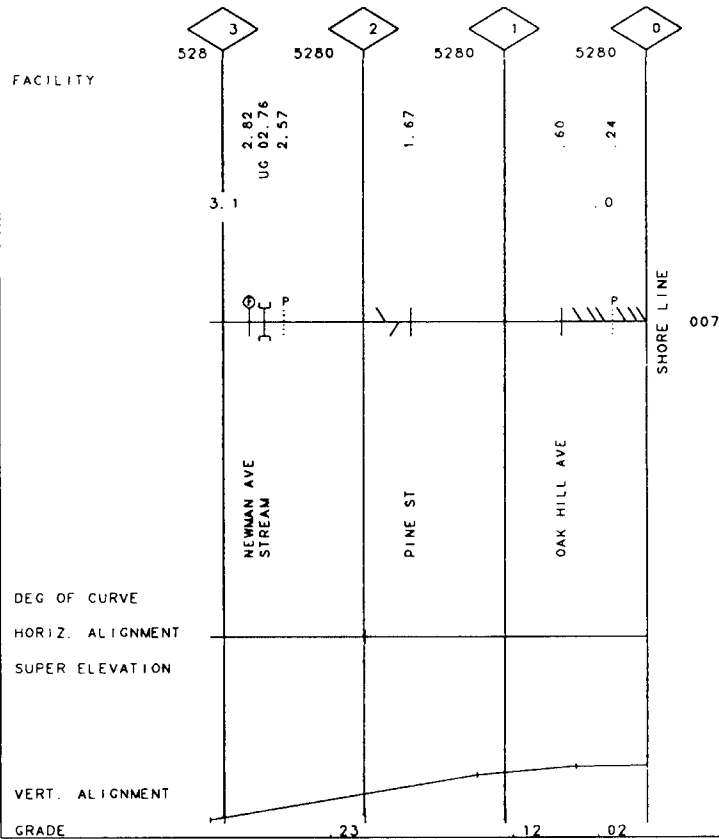 3 2 1 0
528 5280 5280 5280
FACILITY
2.82
UG 02.76
2.57
1.67
.60
.24
3.1 .0
P P P
SHORE LINE
007
NEWMAN AVE
STREAM
PINE ST
OAK HILL AVE
DEG OF CURVE
HORIZ. ALIGNMENT
SUPER ELEVATION
VERT. ALIGNMENT
GRADE .23 .12 .02